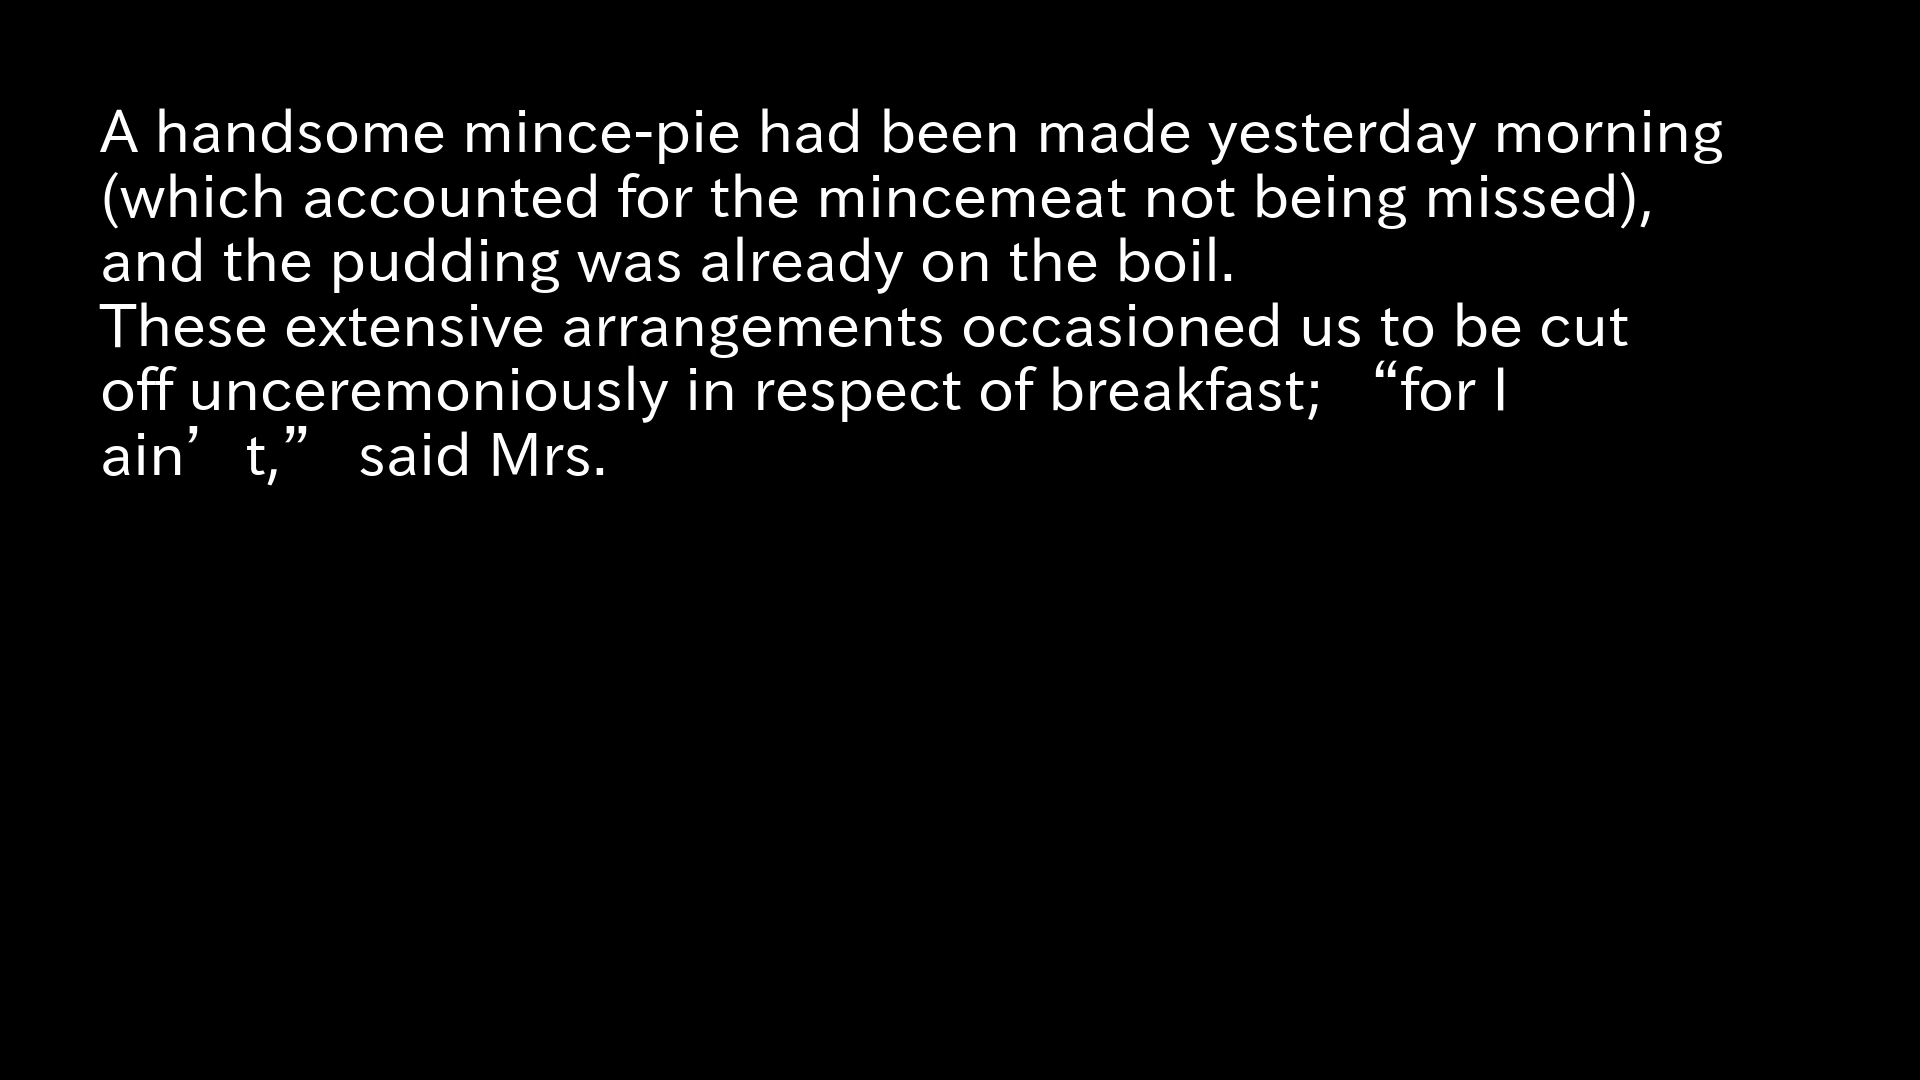 A handsome mince-pie had been made yesterday morning
(which accounted for the mincemeat not being missed),
and the pudding was already on the boil.
These extensive arrangements occasioned us to be cut
off unceremoniously in respect of breakfast; “for I
ain’t,” said Mrs.